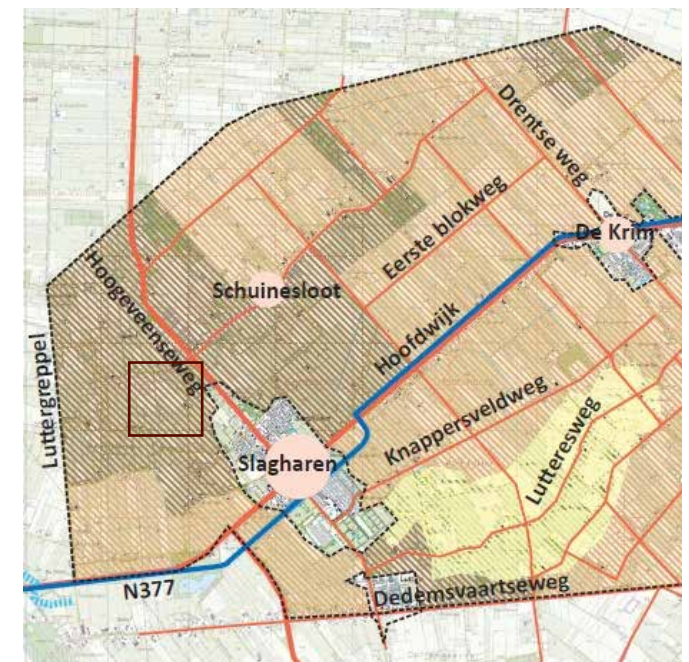 Drentse weg
De Krim
Eerste blokweg
Schuinesloot
Hoogeveenseweg
Hoofdwijk
Luttergreppel
Knappersveldweg
Lutteresweg
Slagharen
N377
Dedemsvaartseweg